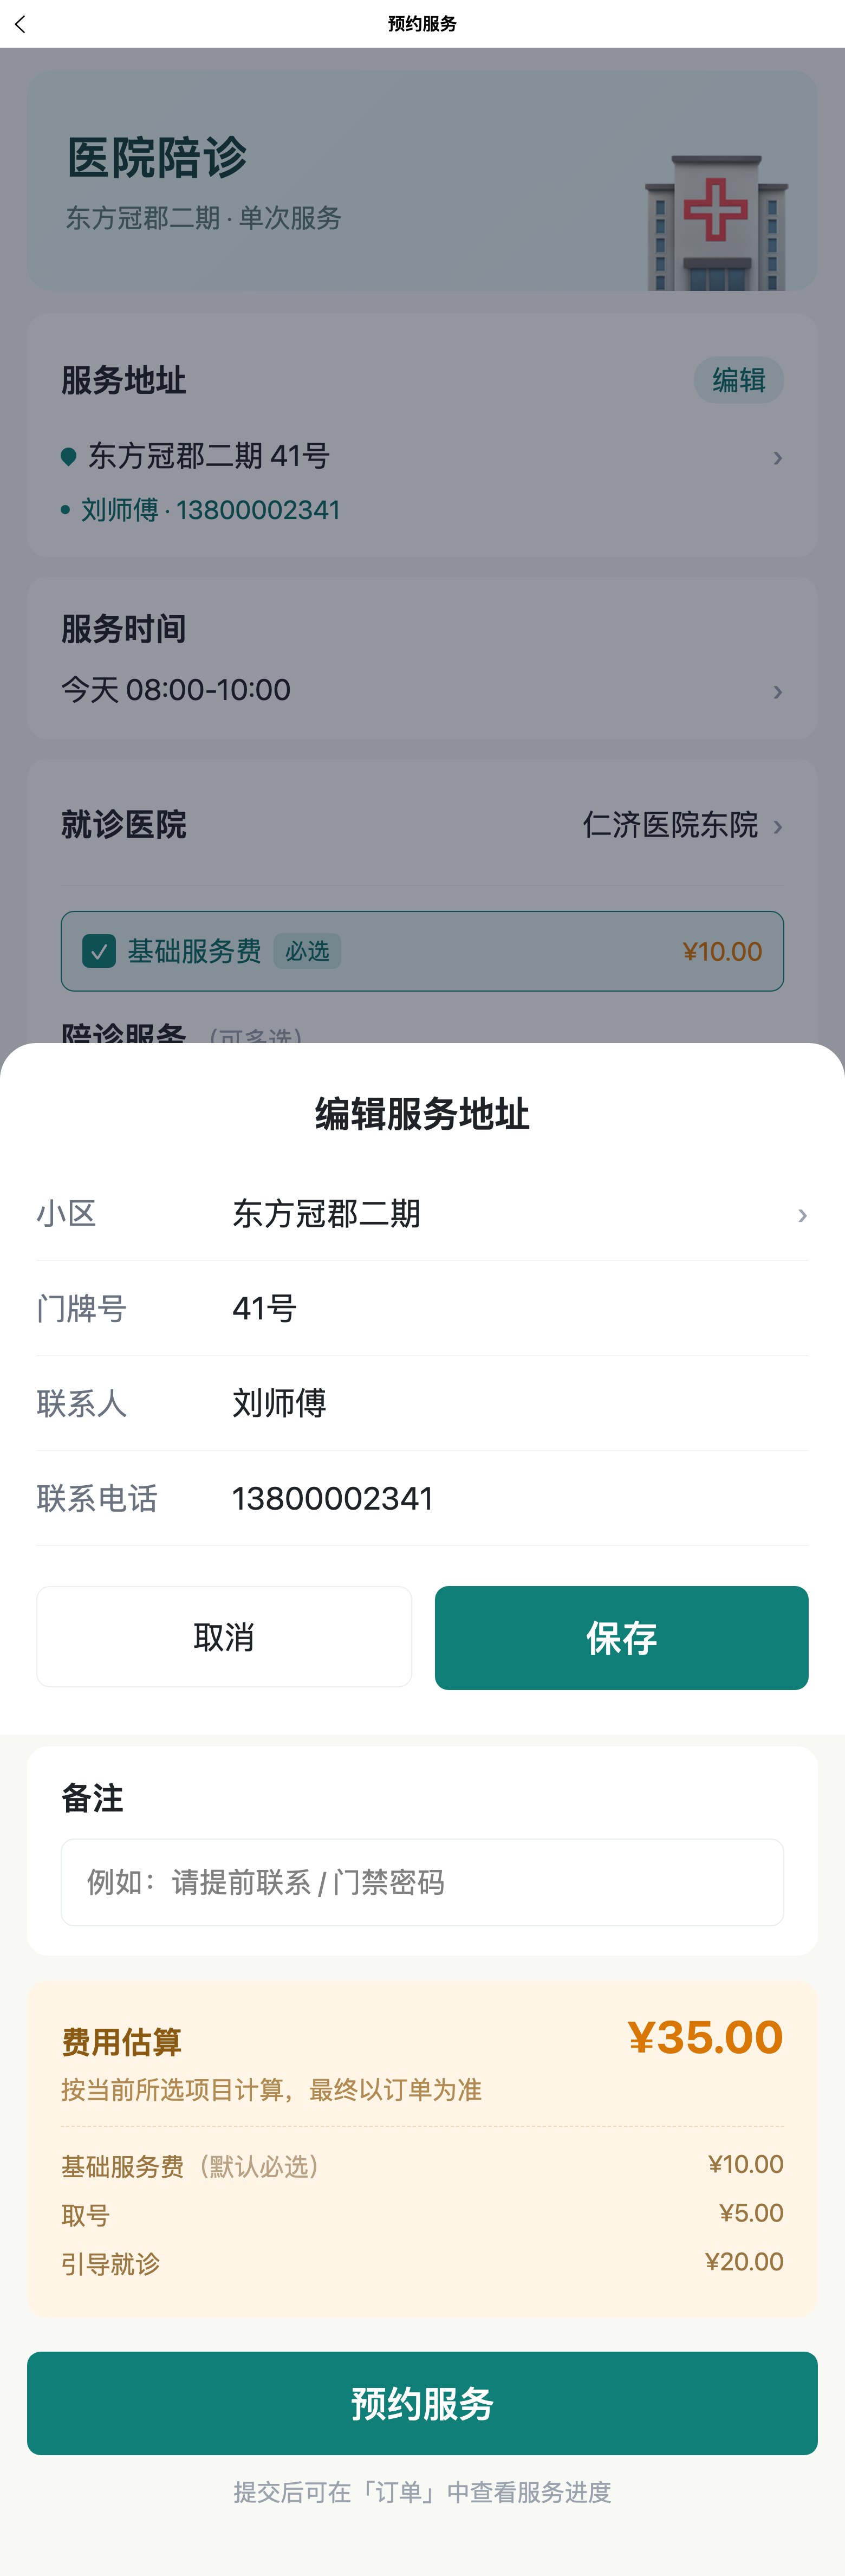 预约服务
医院陪诊
东方冠郡二期 · 单次服务
服务地址
编辑
东方冠郡二期 41号
刘师傅 · 13800002341
服务时间
今天 08:00-10:00
就诊医院
仁济医院东院
基础服务费 必选 ¥10.00
陪诊服务 (可多选)
编辑服务地址
小区 东方冠郡二期
门牌号 41号
联系人 刘师傅
联系电话 13800002341
取消
保存
备注
例如：请提前联系 / 门禁密码
费用估算 ¥35.00
按当前所选项目计算，最终以订单为准
基础服务费（默认必选） ¥10.00
取号 ¥5.00
引导就诊 ¥20.00
预约服务
提交后可在「订单」中查看服务进度